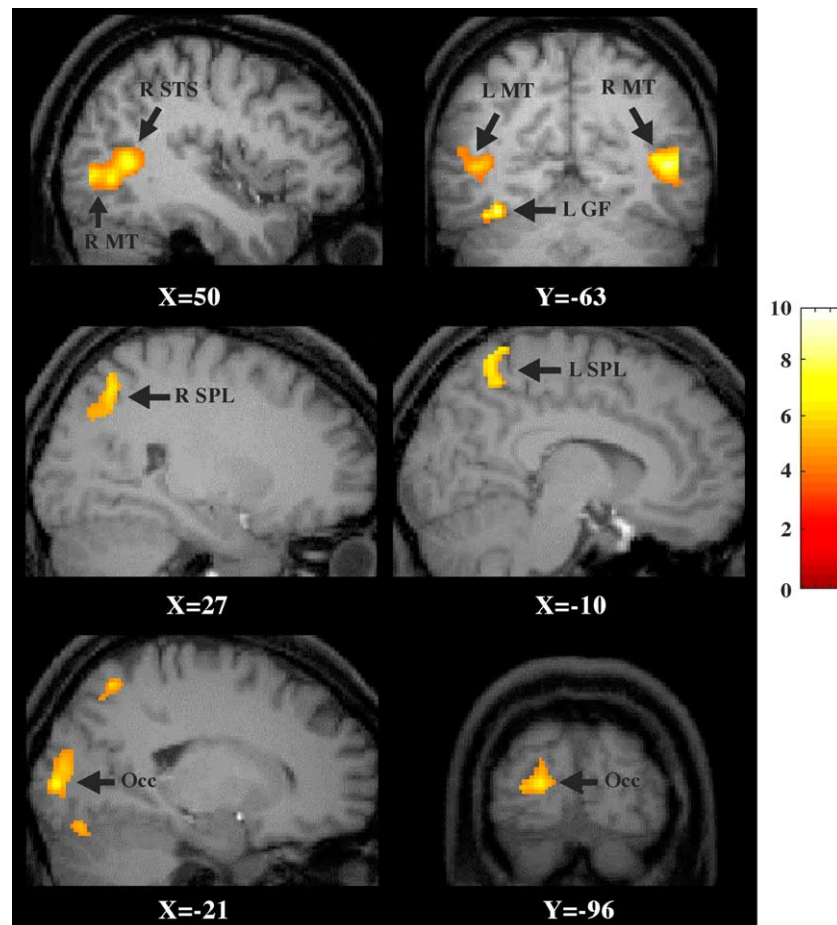 R STS
R MT
X=50
L MT
R MT
L GF
Y=-63
R SPL
X=27
L SPL
X=-10
Occ
X=-21
Occ
Y=-96
10
8
6
4
2
0